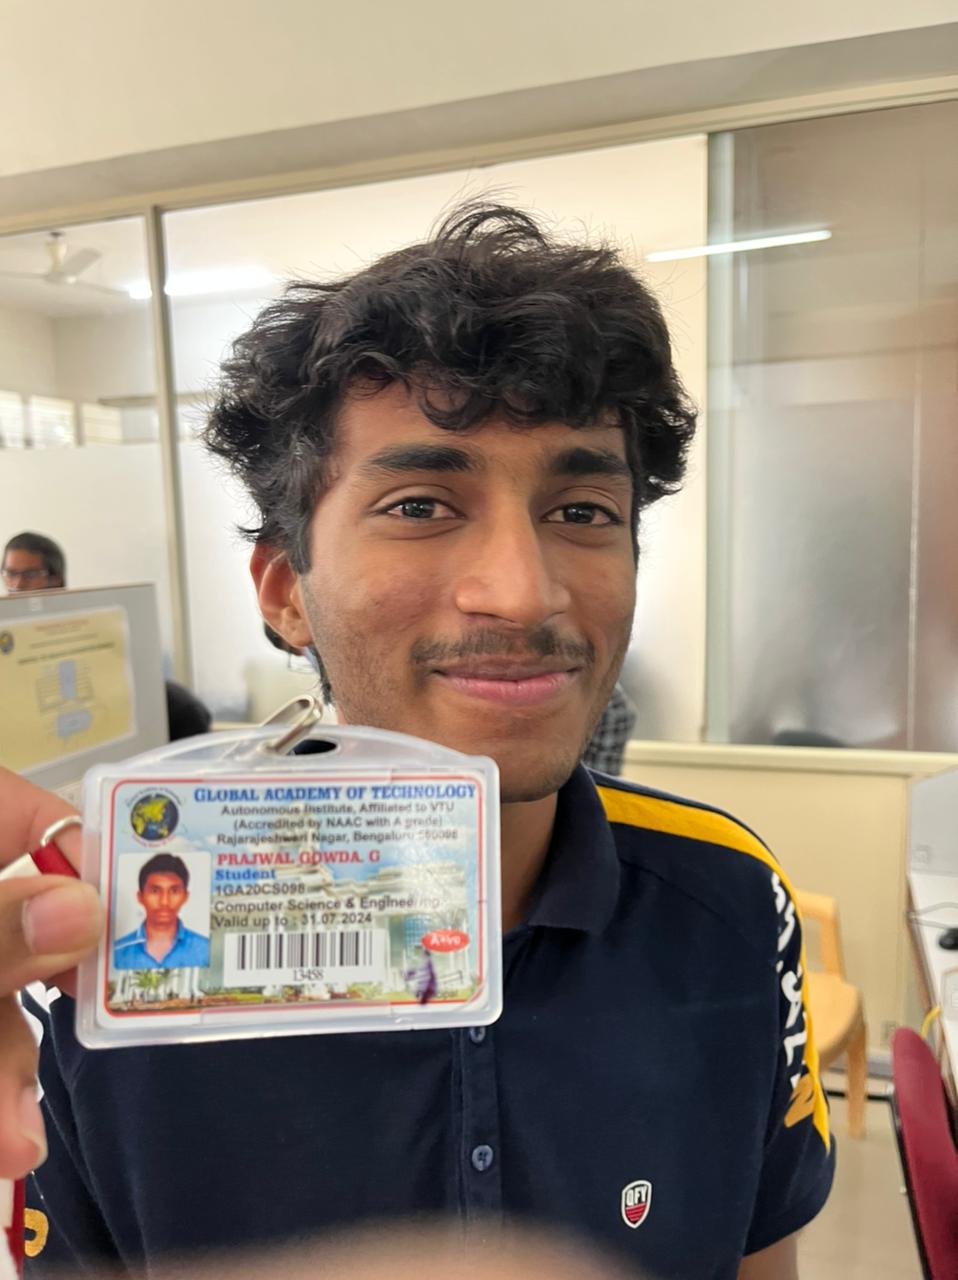 GLOBAL ACADEMY OF TECHNOLOGY
Autonomous Institute, Affiliated to VTU
(Accredited by NAAC with A grade)
Rajarajeshwari Nagar, Bengaluru 560098
PRAJWAL GOWDA. G
Student
1GA20CS098
Computer Science & Engineering
Valid up to : 31.07.2024
A+ve
13458
QFY